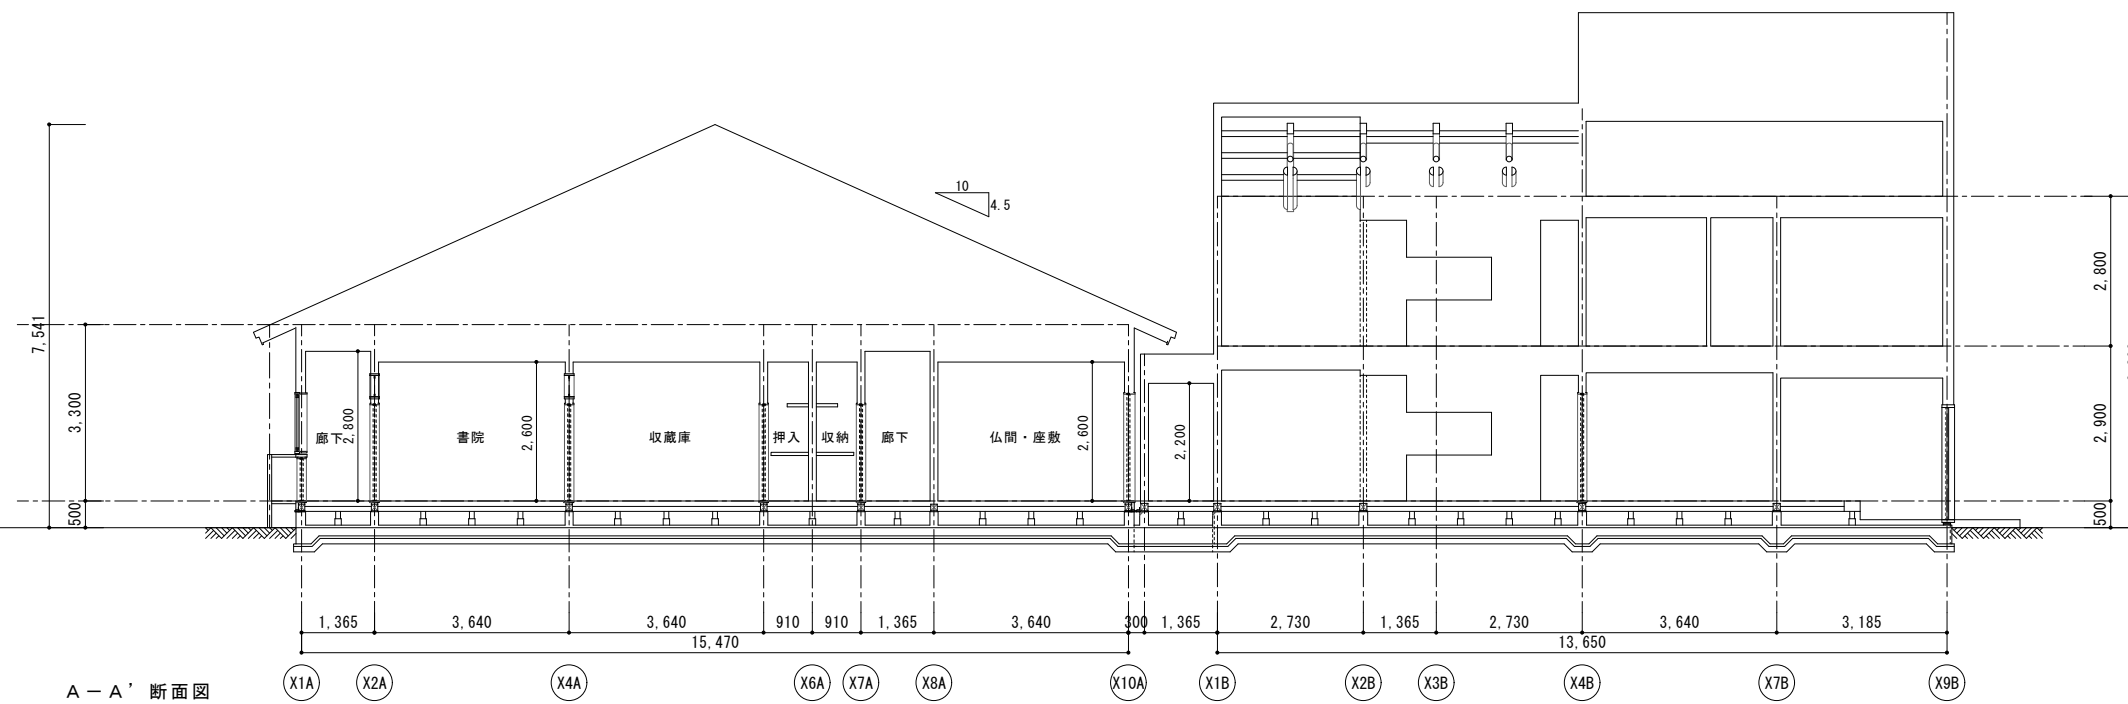 10
4.5
7,541
3,300
500
2,800
2,900
500
廊下
2,800
書院
2,600
収蔵庫
押入
収納
廊下
仏間・座敷
2,600
2,200
1,365 3,640 3,640 910 910 1,365 3,640 300 1,365 2,730 1,365 2,730 3,640 3,185
15,470 13,650
X1A X2A X4A X6A X7A X8A X10A X1B X2B X3B X4B X7B X9B
A－A’断面図